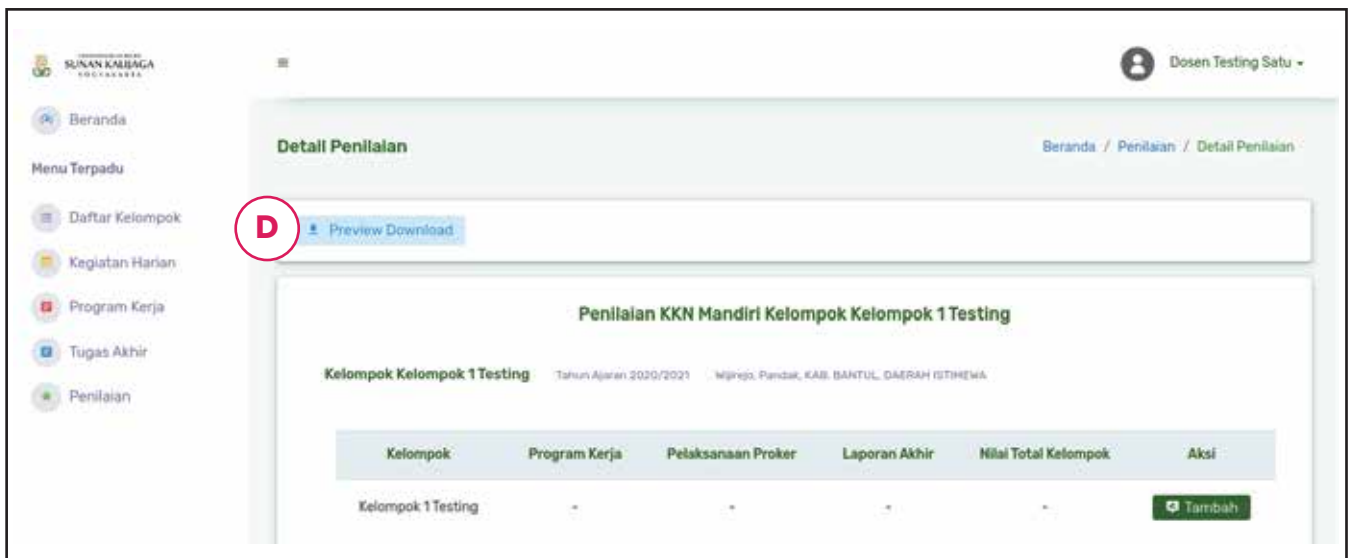 SUNAN KALIJAGA
YOGYAKARTA
Dosen Testing Satu
Beranda
Menu Terpadu
Daftar Kelompok
Kegiatan Harian
Program Kerja
Tugas Akhir
Penilaian
Detail Penilaian
Beranda / Penilaian / Detail Penilaian
D
Preview Download
Penilaian KKN Mandiri Kelompok Kelompok 1 Testing
Kelompok Kelompok 1 Testing Tahun Ajaran 2020/2021 Wijirejo, Pandak, KAB. BANTUL, DAERAH ISTIMEWA
Kelompok Program Kerja Pelaksanaan Proker Laporan Akhir Nilai Total Kelompok Aksi
Kelompok 1 Testing - - - - Tambah